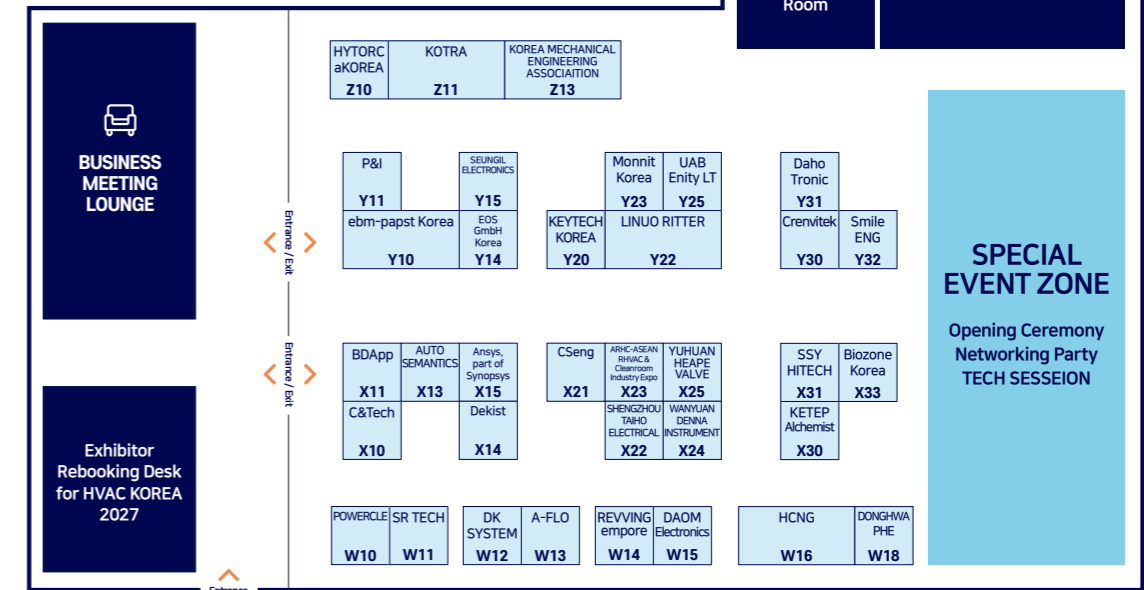 Room
HYTORC
aKOREA
Z10
KOTRA
Z11
KOREA MECHANICAL
ENGINEERING
ASSOCIAITION
Z13
BUSINESS
MEETING
LOUNGE
P&I
Y11
SEUNGIL
ELECTRONICS
Y15
Monnit
Korea
Y23
UAB
Enity LT
Y25
Daho
Tronic
Y31
Entrance / Exit
ebm-papst Korea
Y10
EOS
GmbH
Korea
Y14
KEYTECH
KOREA
Y20
LINUO RITTER
Y22
Crenvitek
Y30
Smile
ENG
Y32
SPECIAL
EVENT ZONE
Opening Ceremony
Networking Party
TECH SESSEION
Entrance / Exit
BDApp
X11
AUTO
SEMANTICS
X13
Ansys,
part of
Synopsys
X15
CSeng
X21
ARHC-ASEAN
RHVAC &
Cleanroom
Industry Expo
X23
YUHUAN
HEAPE
VALVE
X25
SSY
HITECH
X31
Biozone
Korea
X33
C&Tech
X10
Dekist
X14
SHENGZHOU
TAIHO
ELECTRICAL
X22
WANYUAN
DENNA
INSTRUMENT
X24
KETEP
Alchemist
X30
Exhibitor
Rebooking Desk
for HVAC KOREA
2027
POWERCLE
W10
SR TECH
W11
DK
SYSTEM
W12
A-FLO
W13
REVVING
empore
W14
DAOM
Electronics
W15
HCNG
W16
DONGHWA
PHE
W18
Entrance